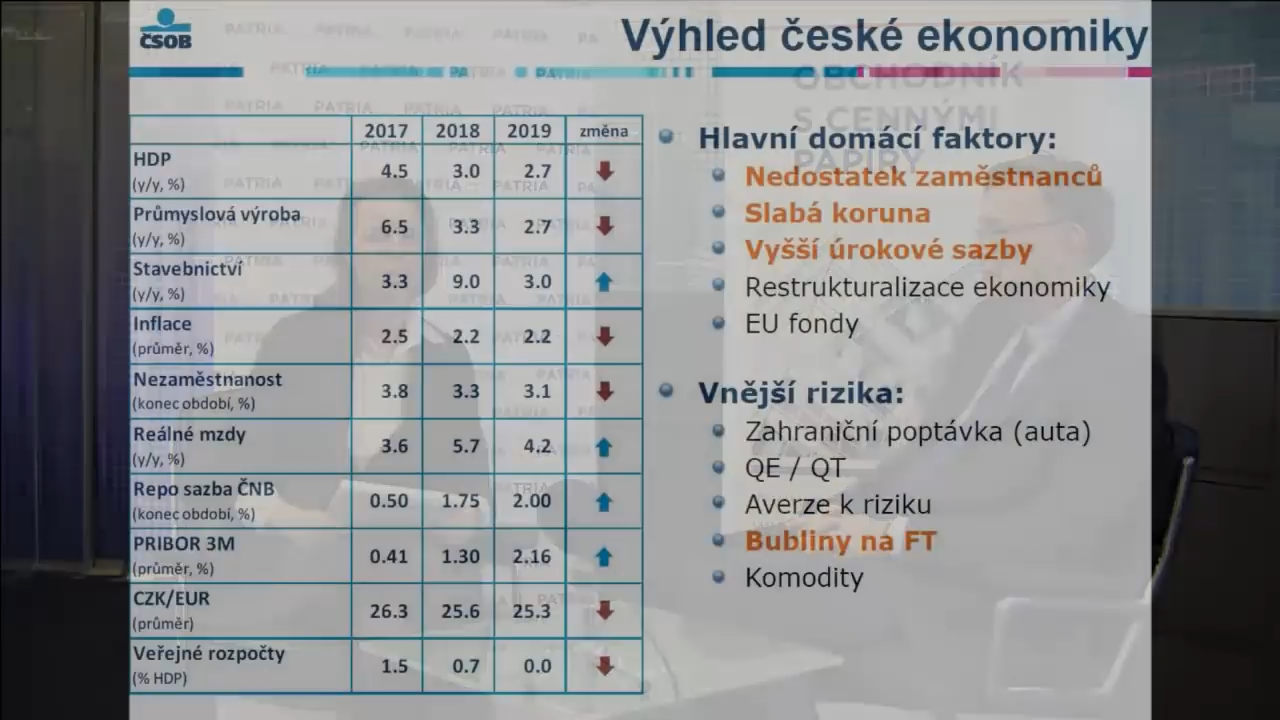 ČSOB
Výhled české ekonomiky
OBCHODNÍK
S CENNÝMI
PAPÍRY
PATRIA
2017 2018 2019 změna
HDP
(y/y, %)
4.5 3.0 2.7
Průmyslová výroba
(y/y, %)
6.5 3.3 2.7
Stavebnictví
(y/y, %)
3.3 9.0 3.0
Inflace
(průměr, %)
2.5 2.2 2.2
Nezaměstnanost
(konec období, %)
3.8 3.3 3.1
Reálné mzdy
(y/y, %)
3.6 5.7 4.2
Repo sazba ČNB
(konec období, %)
0.50 1.75 2.00
PRIBOR 3M
(průměr, %)
0.41 1.30 2.16
CZK/EUR
(průměr)
26.3 25.6 25.3
Veřejné rozpočty
(% HDP)
1.5 0.7 0.0
Hlavní domácí faktory:
Nedostatek zaměstnanců
Slabá koruna
Vyšší úrokové sazby
Restrukturalizace ekonomiky
EU fondy
Vnější rizika:
Zahraniční poptávka (auta)
QE / QT
Averze k riziku
Bubliny na FT
Komodity